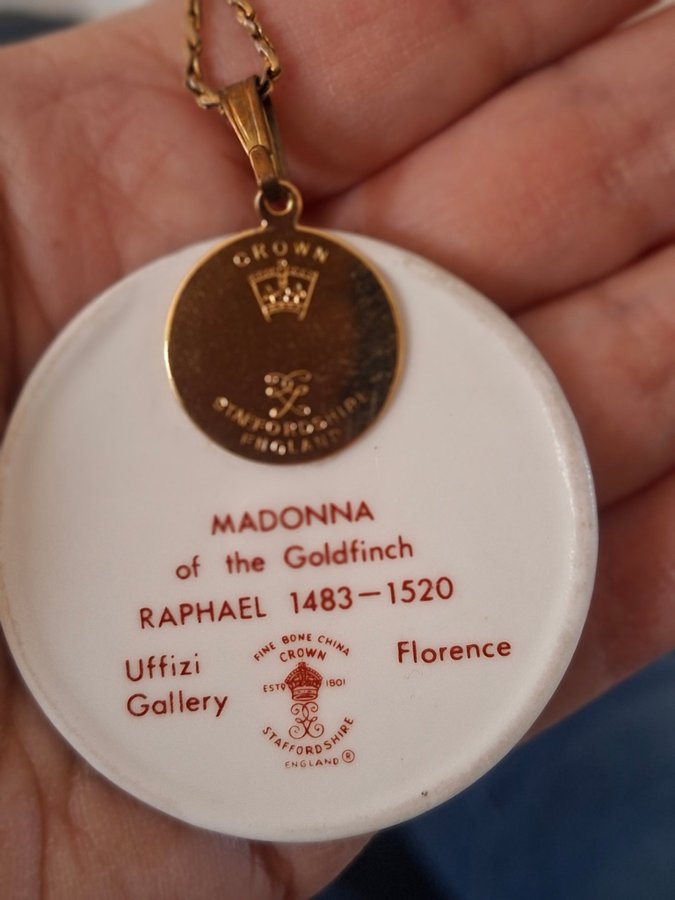 CROWN
STAFFORDSHIRE
ENGLAND
MADONNA
of the Goldfinch
RAPHAEL 1483-1520
Uffizi
Gallery
Florence
FINE BONE CHINA
CROWN
ESTD 1801
STAFFORDSHIRE
ENGLAND ®